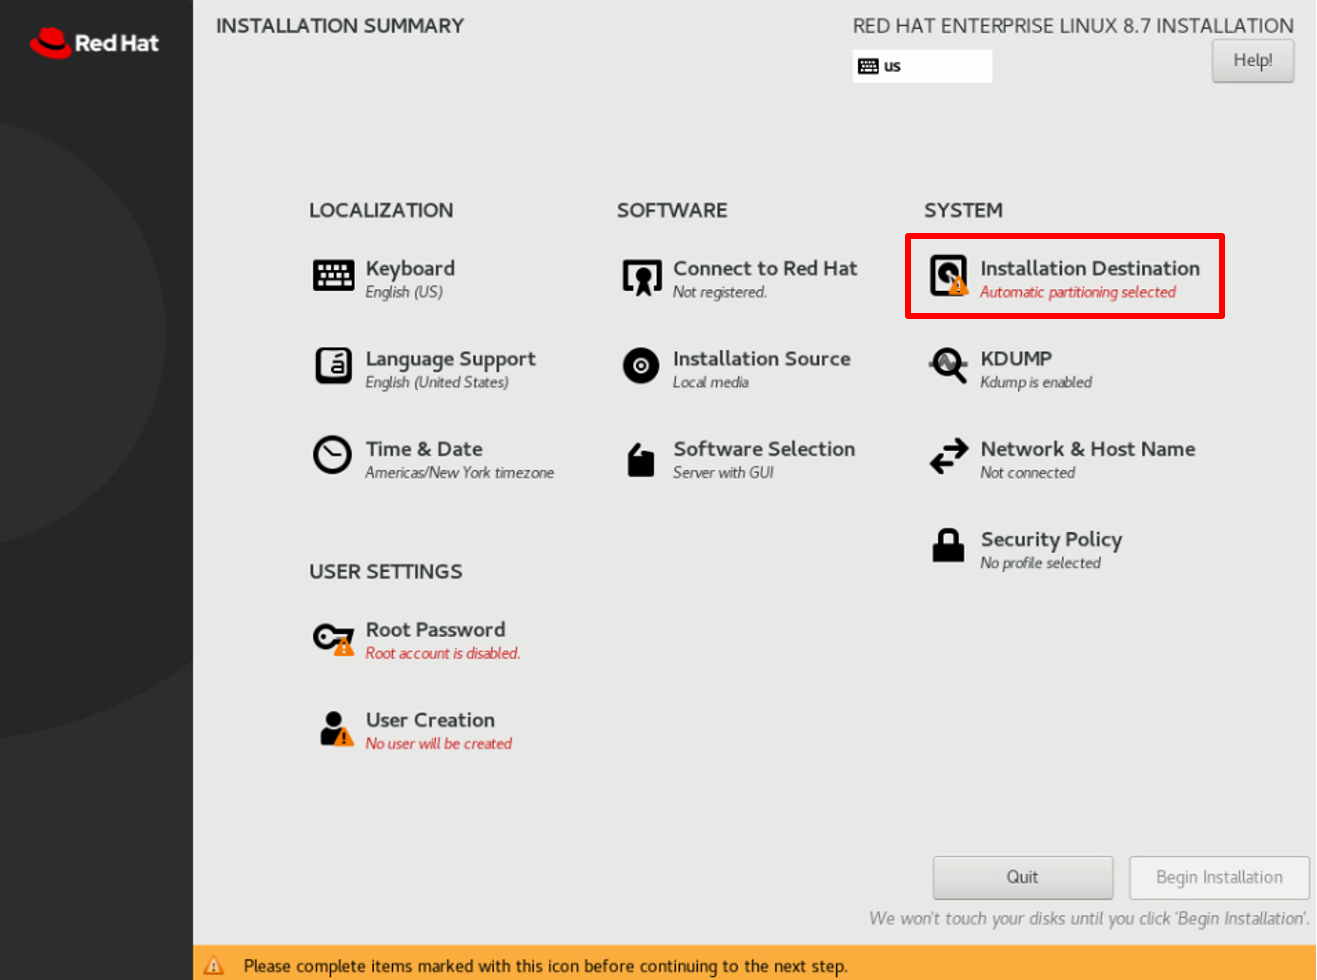 Red Hat
INSTALLATION SUMMARY
RED HAT ENTERPRISE LINUX 8.7 INSTALLATION
us
Help!
LOCALIZATION
Keyboard
English (US)
Language Support
English (United States)
Time & Date
Americas/New York timezone
SOFTWARE
Connect to Red Hat
Not registered.
Installation Source
Local media
Software Selection
Server with GUI
SYSTEM
Installation Destination
Automatic partitioning selected
KDUMP
Kdump is enabled
Network & Host Name
Not connected
Security Policy
No profile selected
USER SETTINGS
Root Password
Root account is disabled.
User Creation
No user will be created
Quit
Begin Installation
We won't touch your disks until you click 'Begin Installation'.
Please complete items marked with this icon before continuing to the next step.